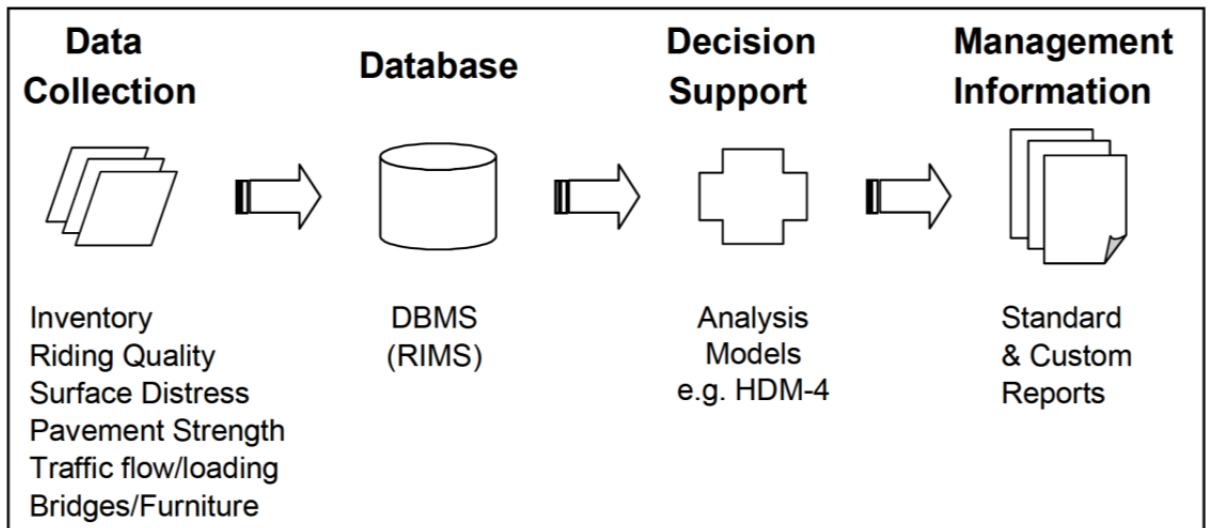 Data
Collection
Database
Decision
Support
Management
Information
Inventory
Riding Quality
Surface Distress
Pavement Strength
Traffic flow/loading
Bridges/Furniture
DBMS
(RIMS)
Analysis
Models
e.g. HDM-4
Standard
& Custom
Reports